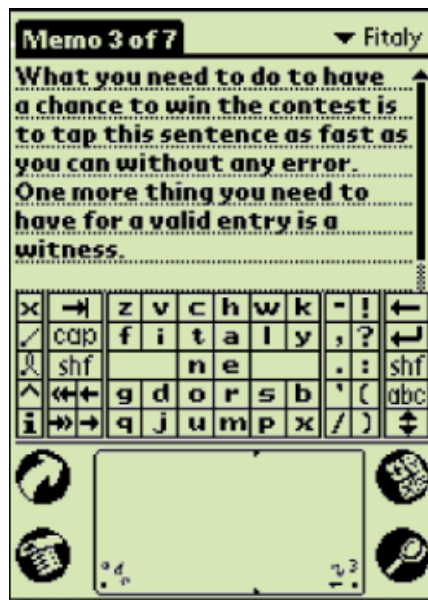 Memo 3 of 7
Fitaly
What you need to do to have
a chance to win the contest is
to tap this sentence as fast as
you can without any error.
One more thing you need to
have for a valid entry is a
witness.
x z v c h w k - !
cap f i t a l y , ?
shf n e . : shf
^ g d o r s b ' ( abc
i q j u m p x / )